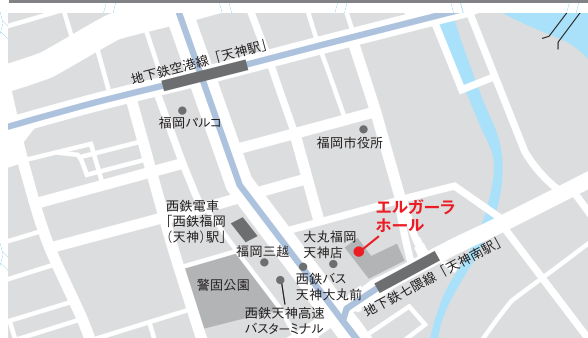 地下鉄空港線「天神駅」
福岡パルコ
福岡市役所
西鉄電車
「西鉄福岡
（天神）駅」
エルガーラ
ホール
大丸福岡
天神店
福岡三越
警固公園
西鉄バス
天神大丸前
西鉄天神高速
バスターミナル
地下鉄七隈線「天神南駅」